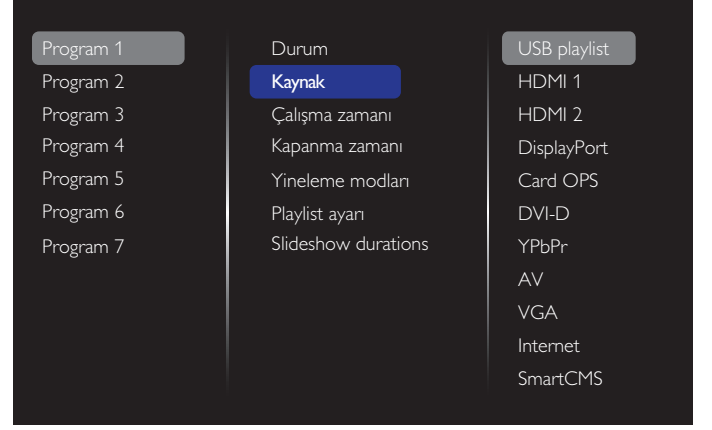 Program 1
Program 2
Program 3
Program 4
Program 5
Program 6
Program 7
Durum
Kaynak
Çalışma zamanı
Kapanma zamanı
Yineleme modları
Playlist ayarı
Slideshow durations
USB playlist
HDMI 1
HDMI 2
DisplayPort
Card OPS
DVI-D
YPbPr
AV
VGA
Internet
SmartCMS